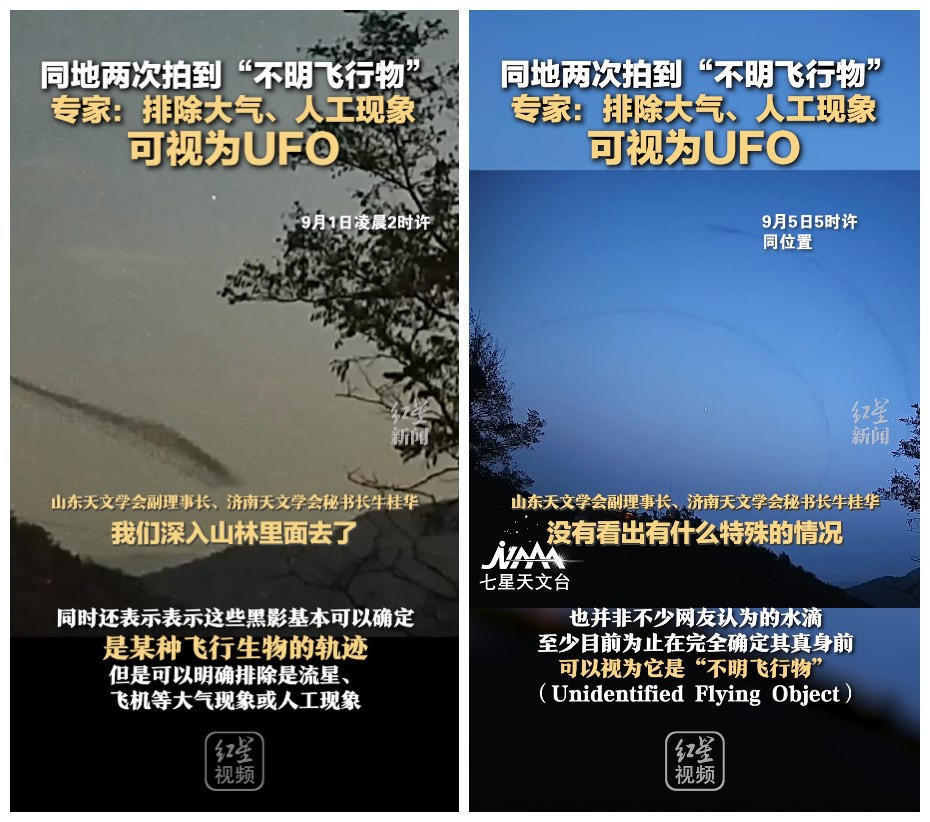 同地两次拍到“不明飞行物”
专家：排除大气、人工现象
可视为UFO
9月1日凌晨2时许
红星
新闻
山东天文学会副理事长、济南天文学会秘书长牛桂华
我们深入山林里面去了
同时还表示表示这些黑影基本可以确定
是某种飞行生物的轨迹
但是可以明确排除是流星、
飞机等大气现象或人工现象
红星
视频
同地两次拍到“不明飞行物”
专家：排除大气、人工现象
可视为UFO
9月5日5时许
同位置
红星
新闻
山东天文学会副理事长、济南天文学会秘书长牛桂华
没有看出有什么特殊的情况
七星天文台
也并非不少网友认为的水滴
至少目前为止在完全确定其真身前
可以视为它是“不明飞行物”
（Unidentified Flying Object）
红星
视频